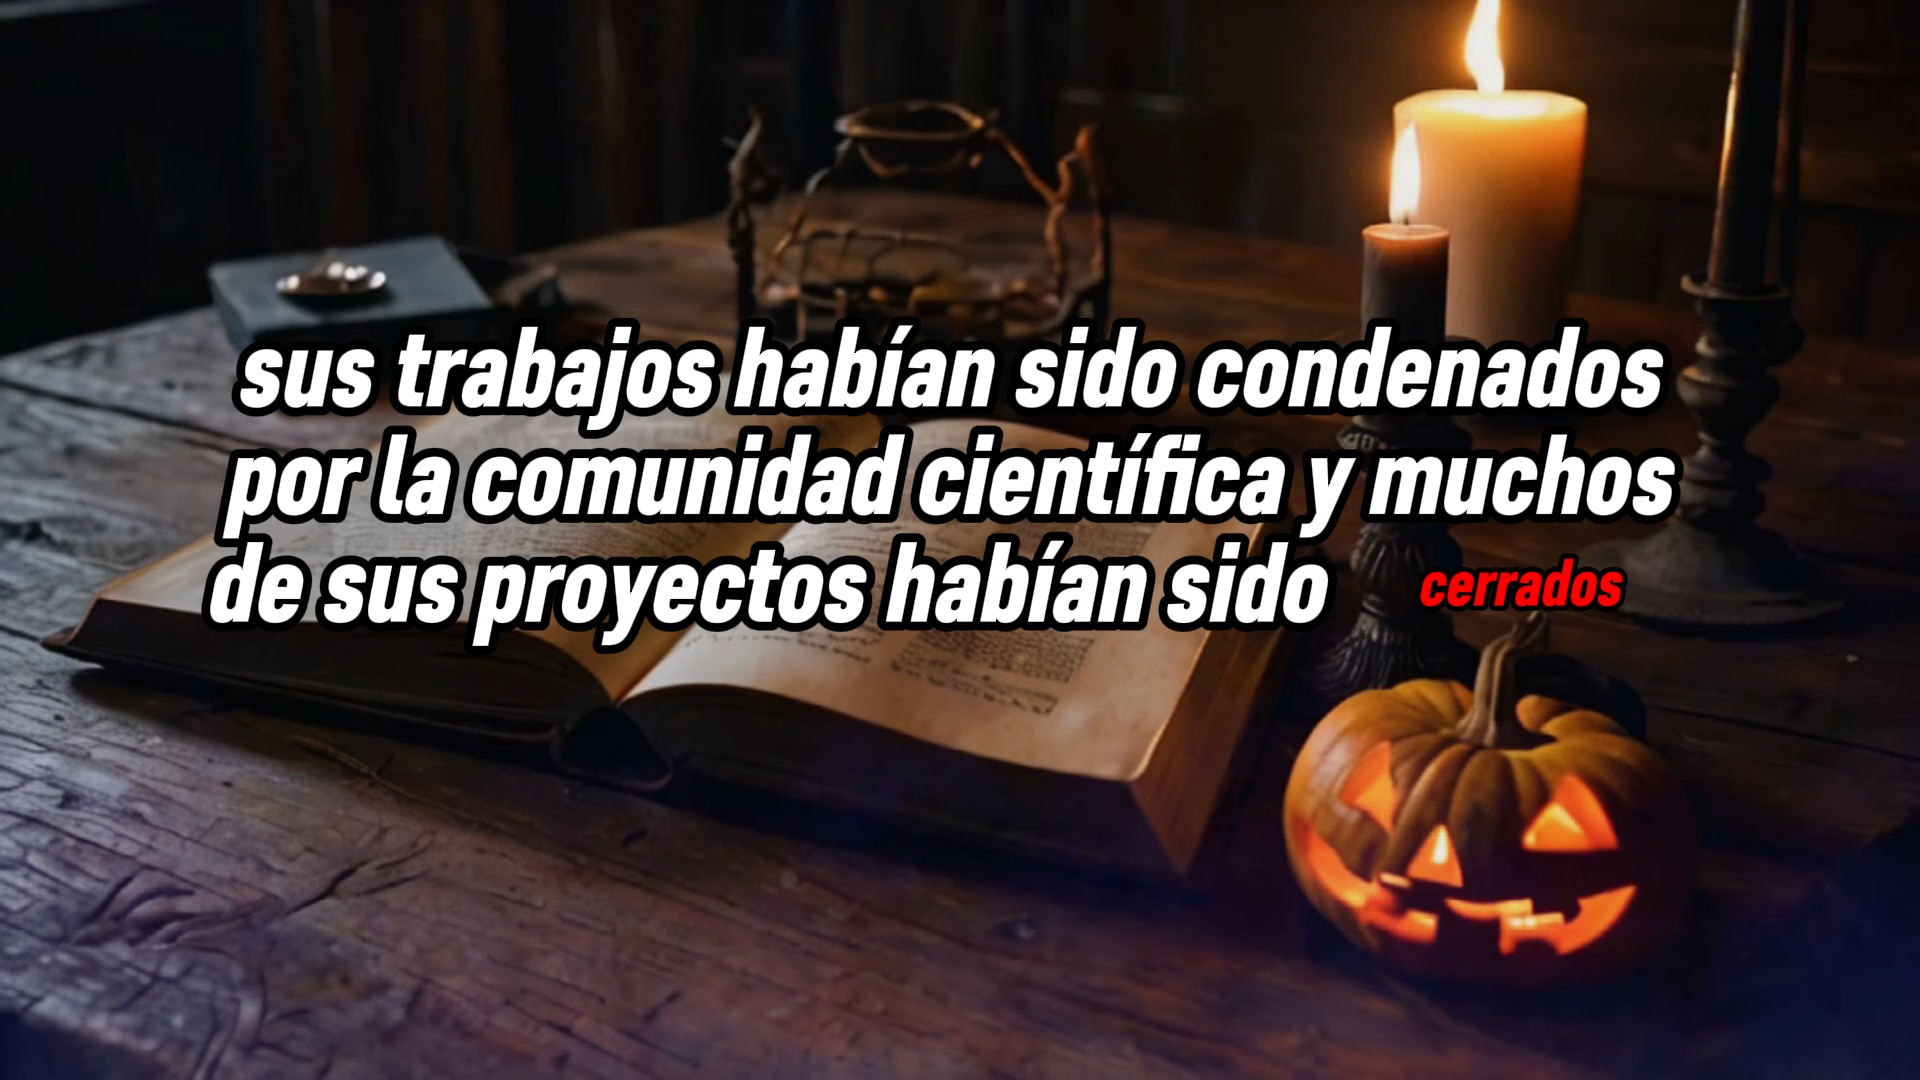 sus trabajos habían sido condenados
por la comunidad científica y muchos
de sus proyectos habían sido cerrados